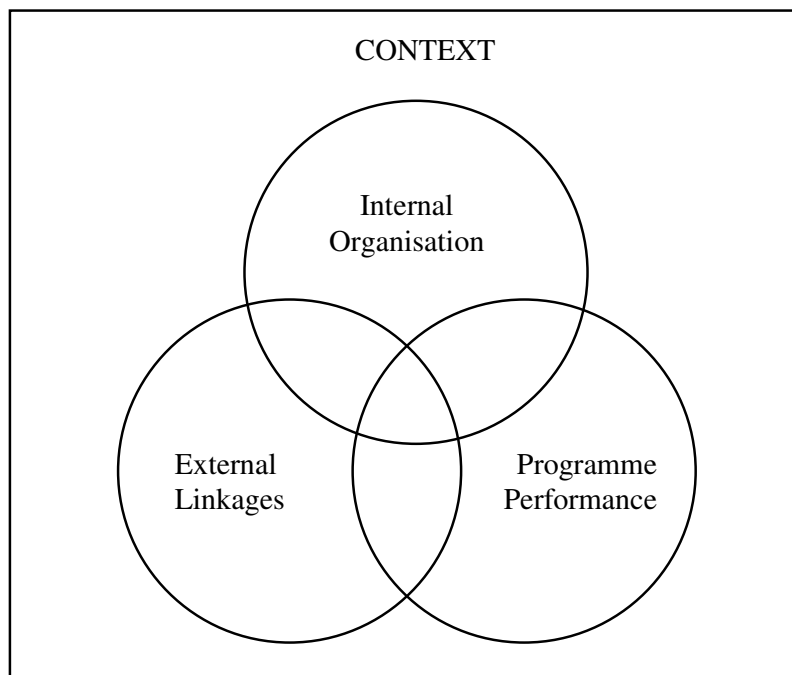 CONTEXT
Internal
Organisation
External
Linkages
Programme
Performance